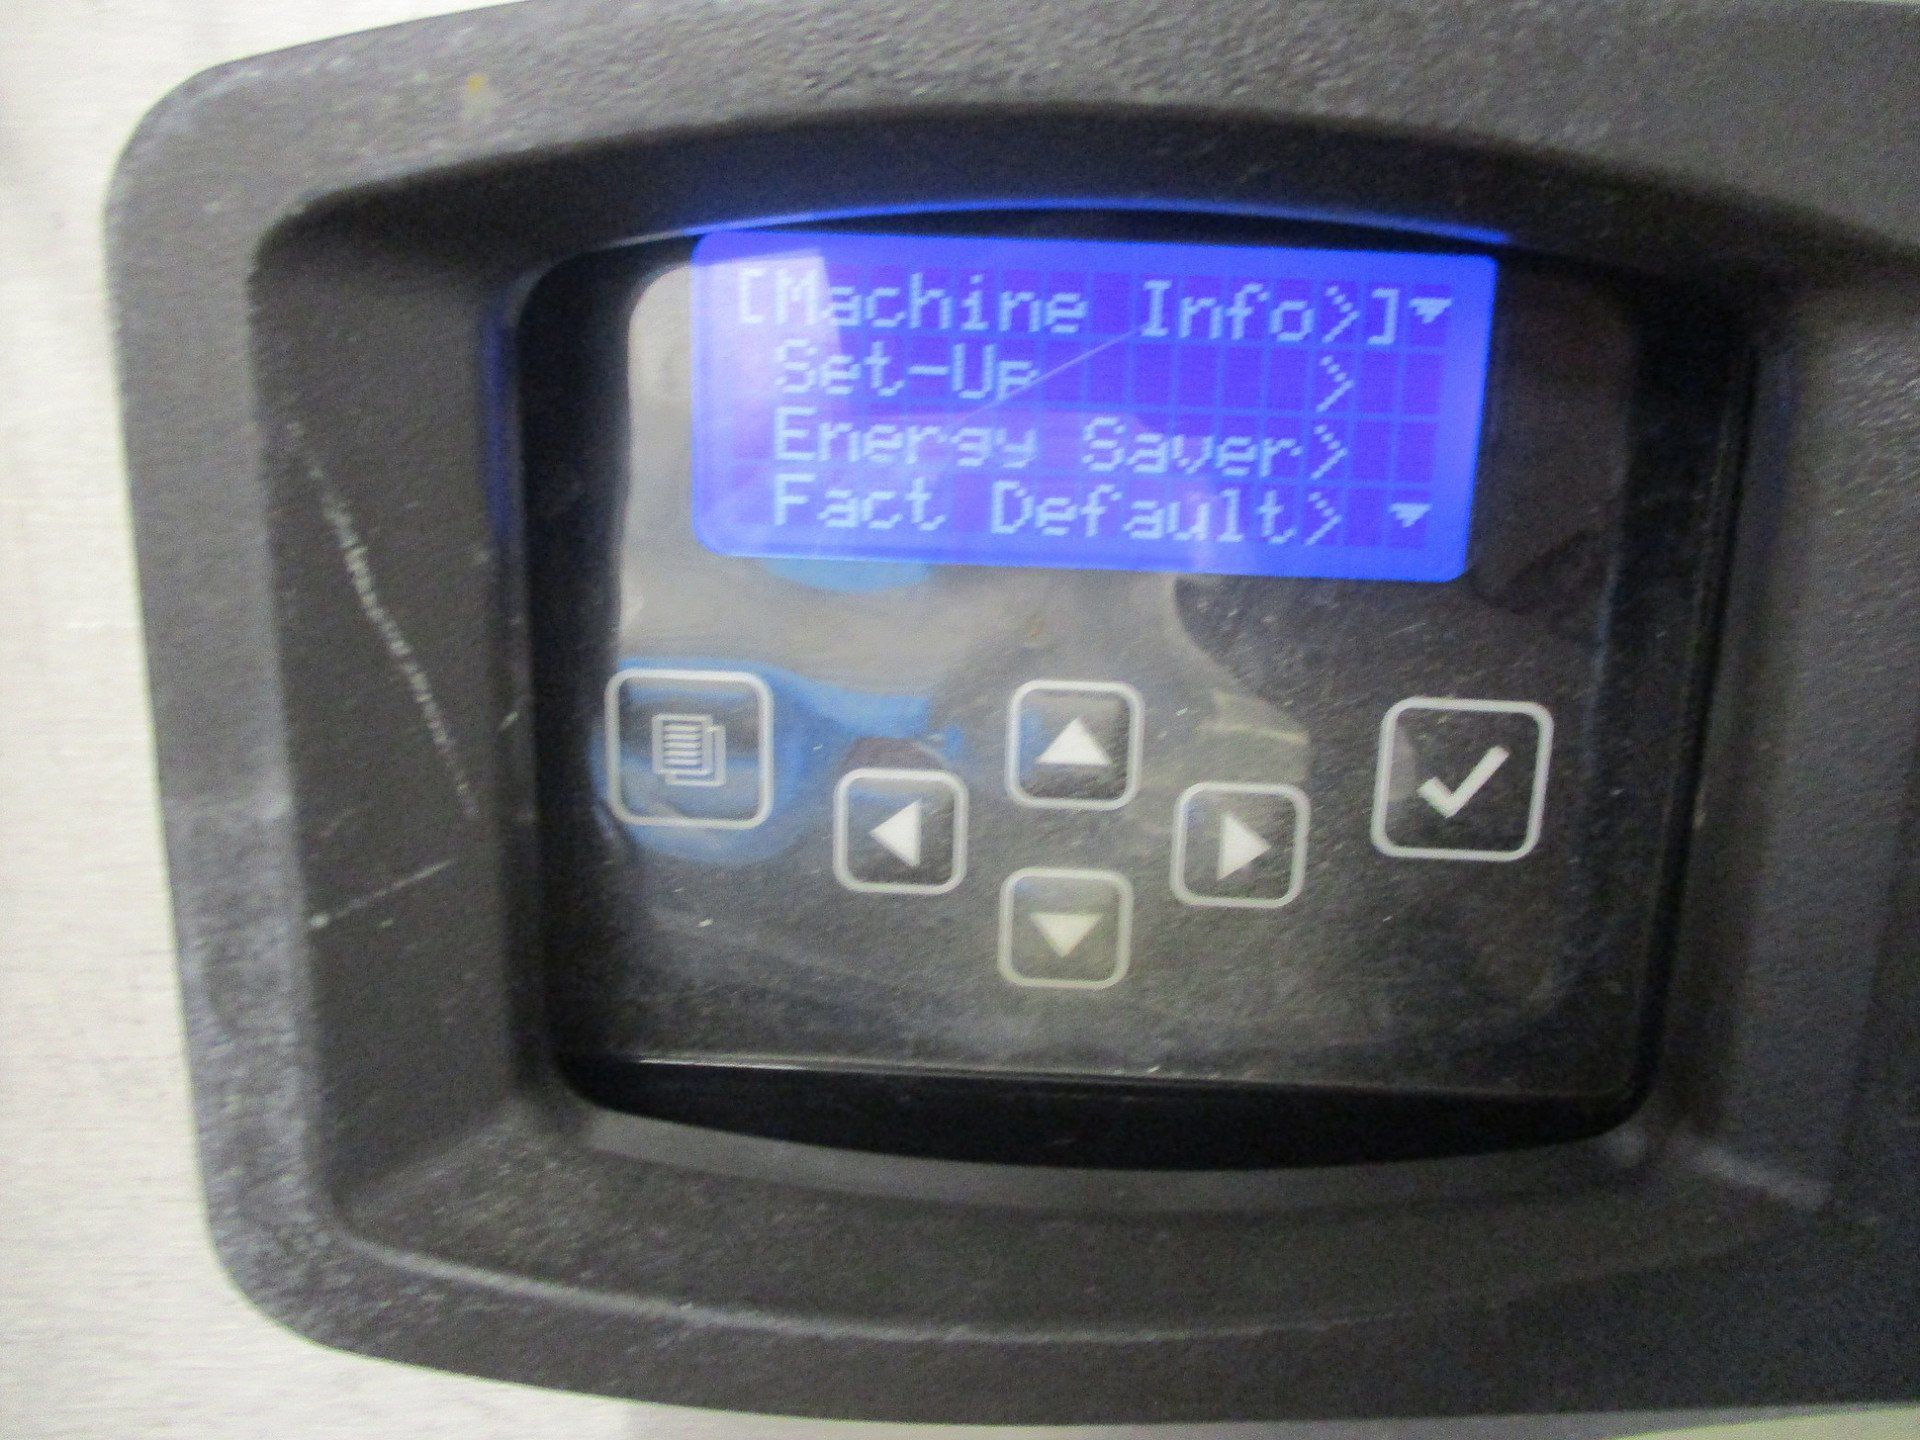 [Machine Info>]▼
Set-Up >
Energy Saver>
Fact Default> ▼